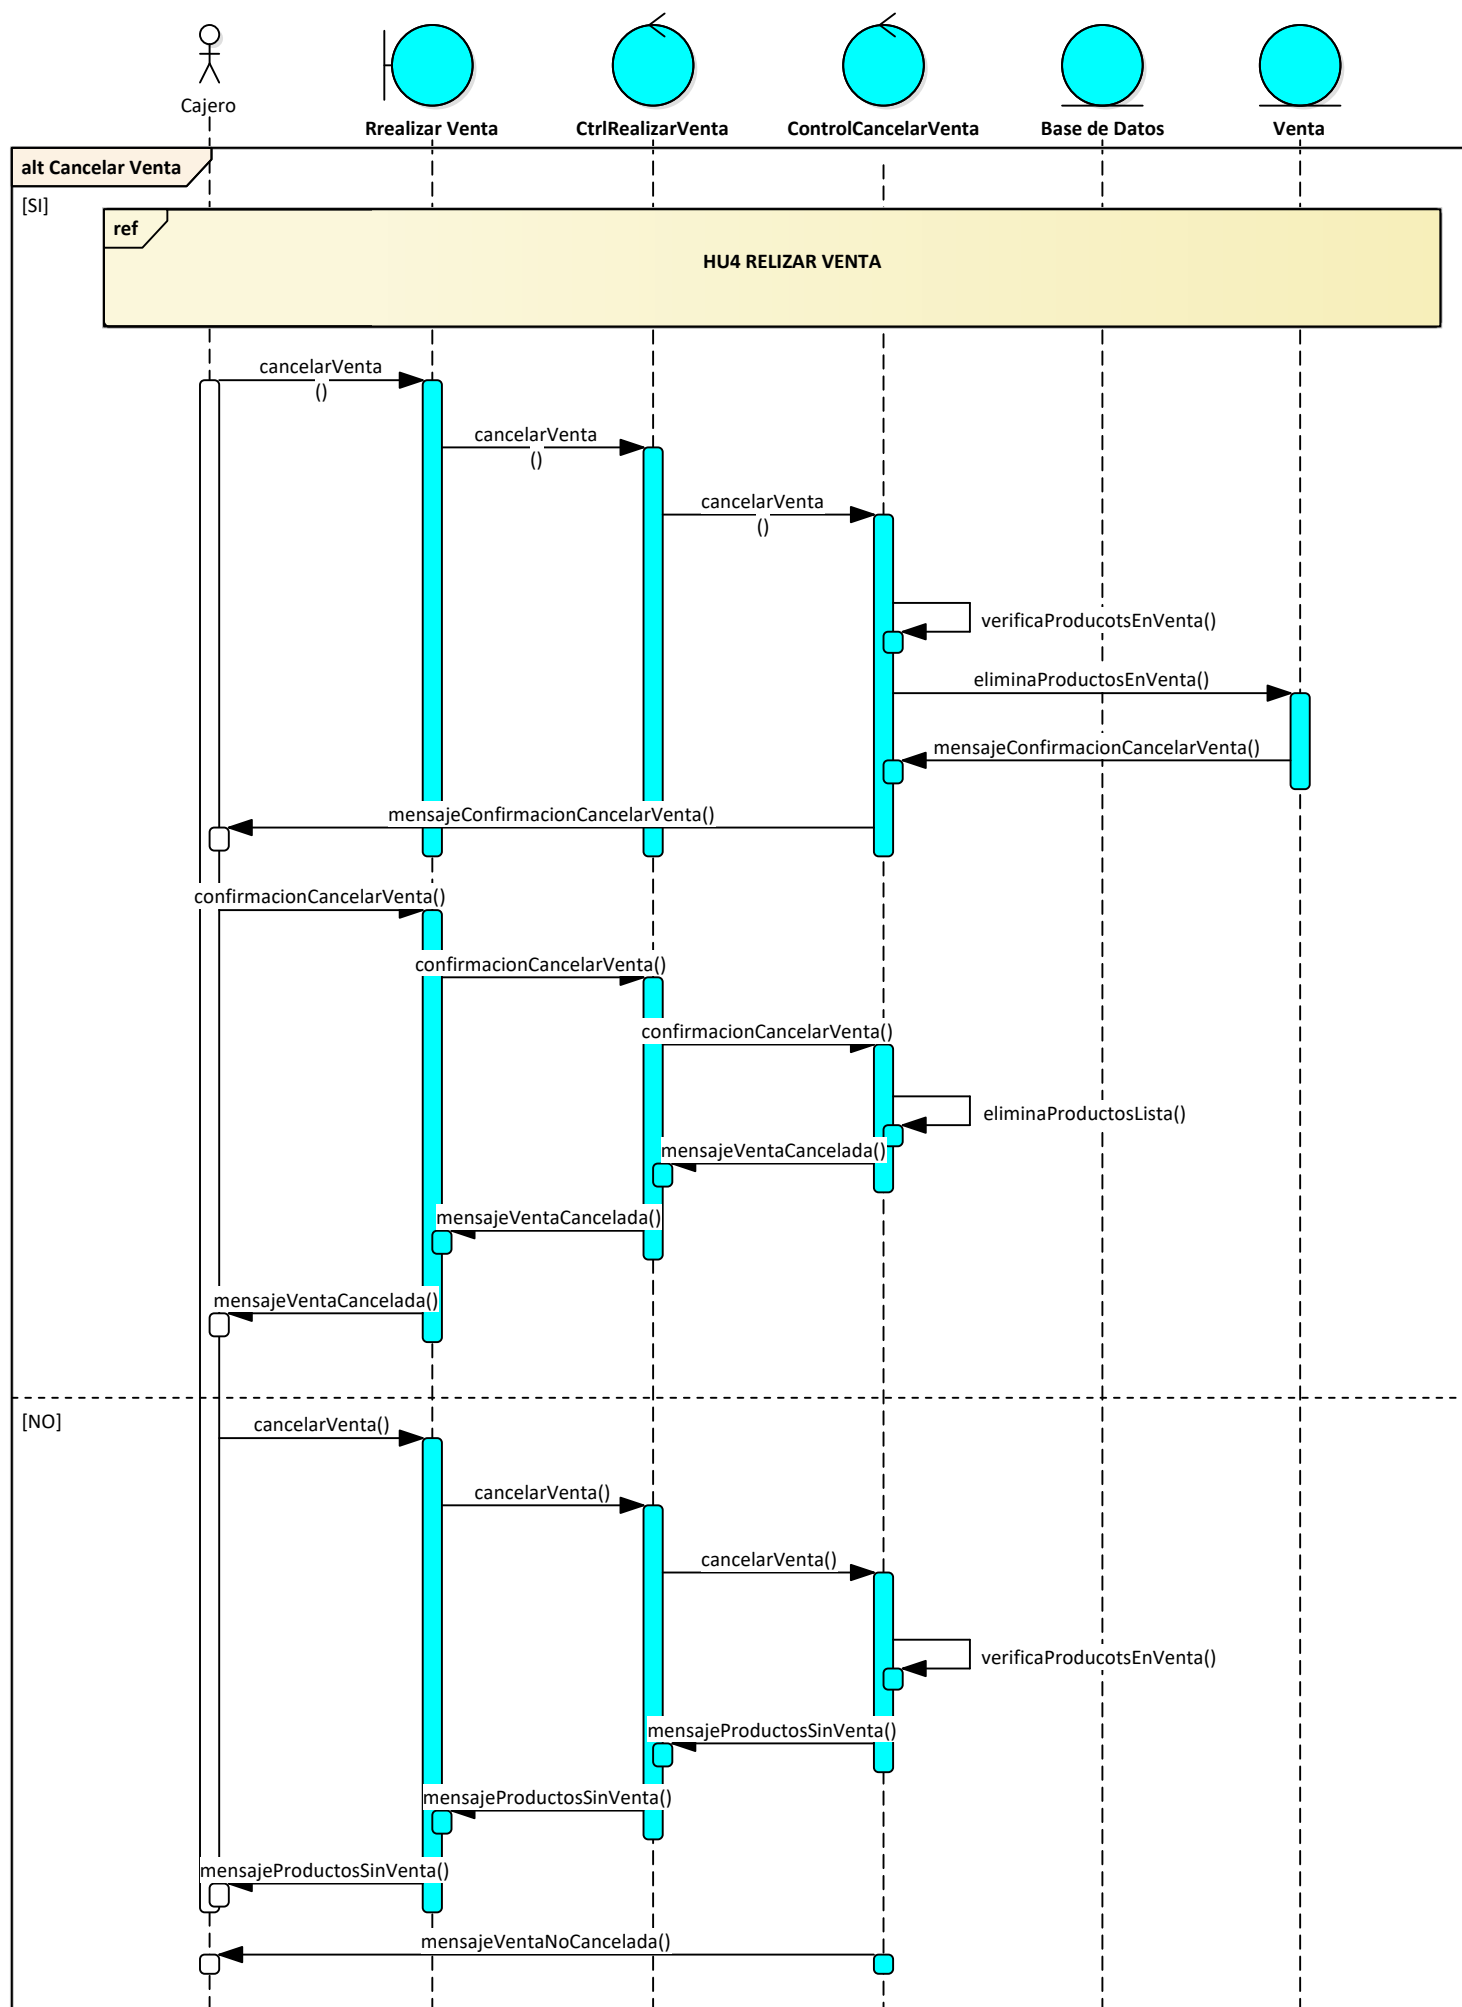 Cajero
Rrealizar Venta
CtrlRealizarVenta
ControlCancelarVenta
Base de Datos
Venta
alt Cancelar Venta
[SI]
ref
HU4 RELIZAR VENTA
cancelarVenta
()
cancelarVenta
()
cancelarVenta
()
verificaProducotsEnVenta()
eliminaProductosEnVenta()
mensajeConfirmacionCancelarVenta()
mensajeConfirmacionCancelarVenta()
confirmacionCancelarVenta()
confirmacionCancelarVenta()
confirmacionCancelarVenta()
eliminaProductosLista()
mensajeVentaCancelada()
mensajeVentaCancelada()
mensajeVentaCancelada()
[NO]
cancelarVenta()
cancelarVenta()
cancelarVenta()
verificaProducotsEnVenta()
mensajeProductosSinVenta()
mensajeProductosSinVenta()
mensajeProductosSinVenta()
mensajeVentaNoCancelada()